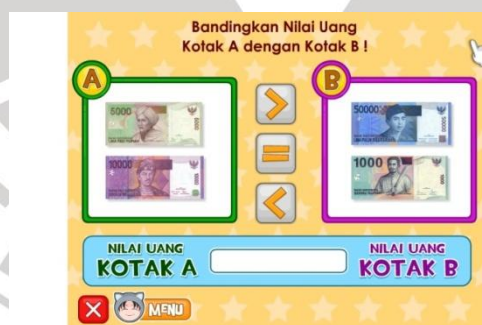 Bandingkan Nilai Uang
Kotak A dengan Kotak B !
A
B
5000
10000
>
=
<
50000
1000
NILAI UANG
KOTAK A
NILAI UANG
KOTAK B
MENU